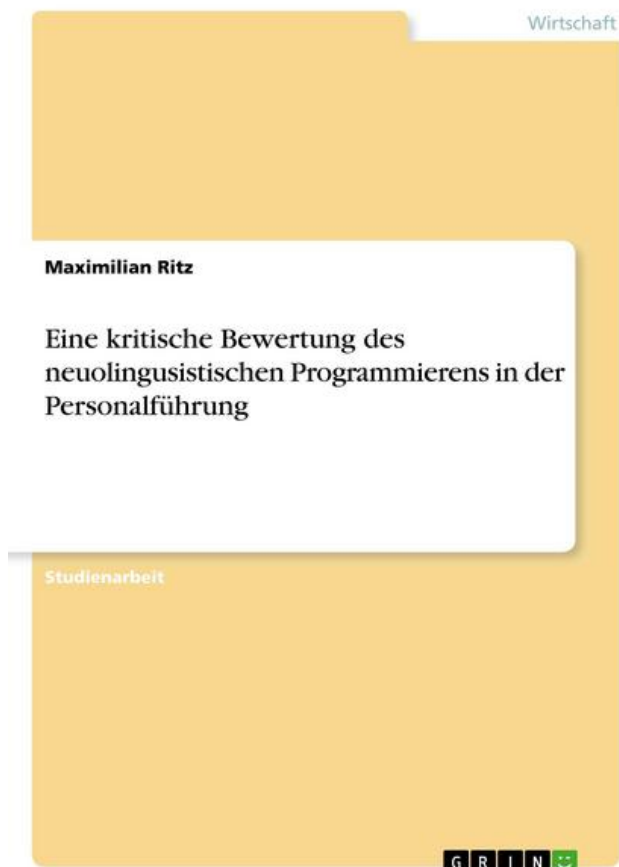 Wirtschaft
Maximilian Ritz
Eine kritische Bewertung des
neuolingusistischen Programmierens in der
Personalführung
Studienarbeit
GRIN